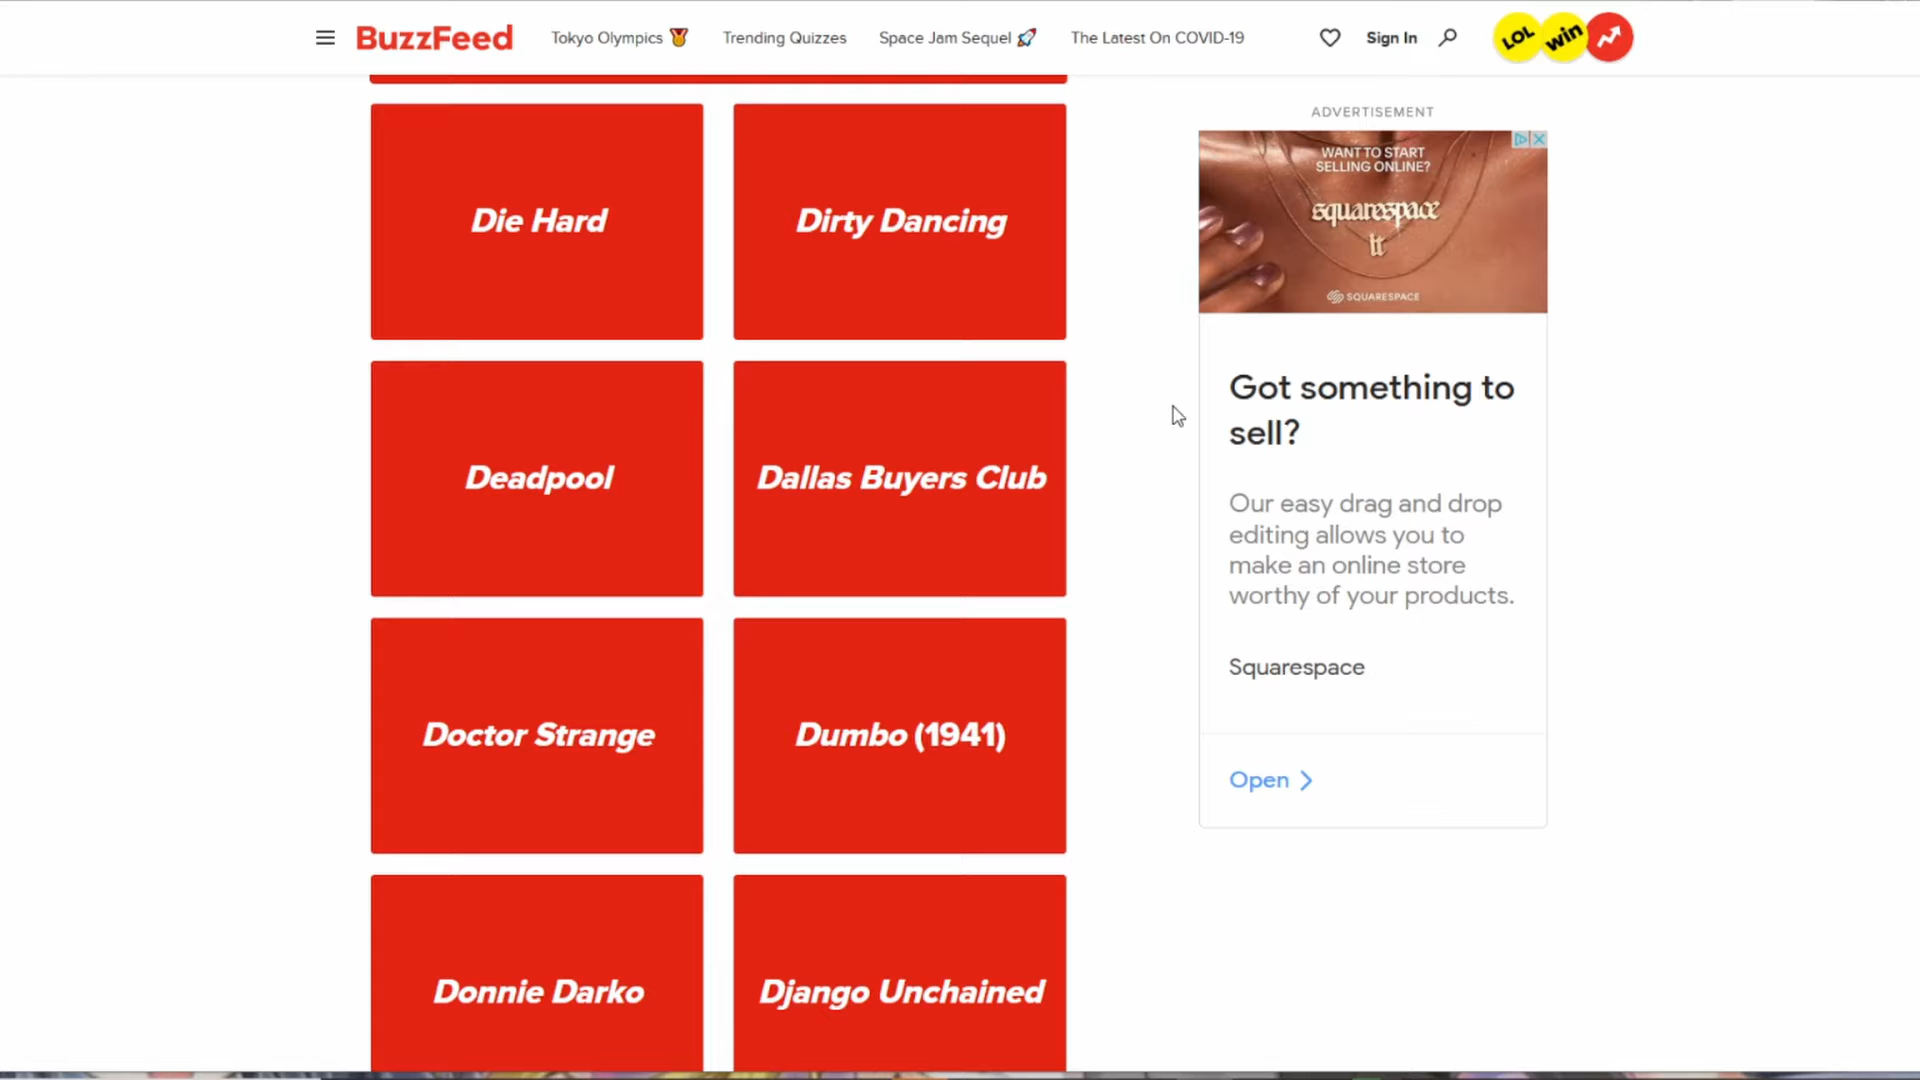 BuzzFeed
Tokyo Olympics
Trending Quizzes
Space Jam Sequel
The Latest On COVID-19
Sign In
LOL
win
Die Hard
Dirty Dancing
Deadpool
Dallas Buyers Club
Doctor Strange
Dumbo (1941)
Donnie Darko
Django Unchained
ADVERTISEMENT
WANT TO START
SELLING ONLINE?
squarespace
it
SQUARESPACE
Got something to
sell?
Our easy drag and drop
editing allows you to
make an online store
worthy of your products.
Squarespace
Open